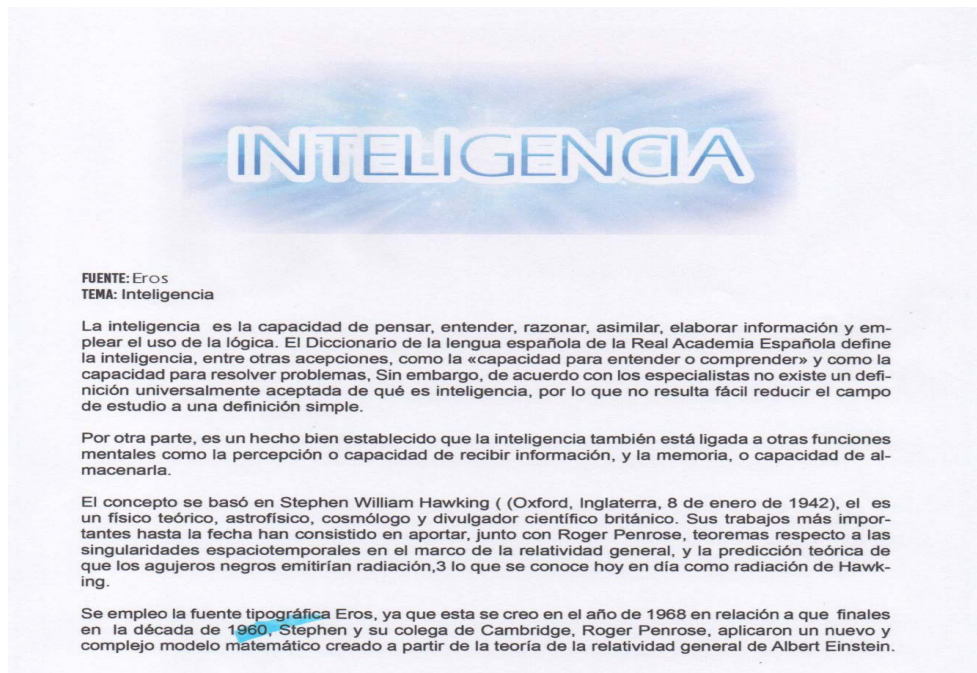 INTELIGENCIA
FUENTE: Eros
TEMA: Inteligencia
La inteligencia es la capacidad de pensar, entender, razonar, asimilar, elaborar información y em-
plear el uso de la lógica. El Diccionario de la lengua española de la Real Academia Española define
la inteligencia, entre otras acepciones, como la «capacidad para entender o comprender» y como la
capacidad para resolver problemas, Sin embargo, de acuerdo con los especialistas no existe un defi-
nición universalmente aceptada de qué es inteligencia, por lo que no resulta fácil reducir el campo
de estudio a una definición simple.
Por otra parte, es un hecho bien establecido que la inteligencia también está ligada a otras funciones
mentales como la percepción o capacidad de recibir información, y la memoria, o capacidad de al-
macenarla.
El concepto se basó en Stephen William Hawking ( (Oxford, Inglaterra, 8 de enero de 1942), el es
un físico teórico, astrofísico, cosmólogo y divulgador científico británico. Sus trabajos más impor-
tantes hasta la fecha han consistido en aportar, junto con Roger Penrose, teoremas respecto a las
singularidades espaciotemporales en el marco de la relatividad general, y la predicción teórica de
que los agujeros negros emitirían radiación,3 lo que se conoce hoy en día como radiación de Hawk-
ing.
Se empleo la fuente tipográfica Eros, ya que esta se creo en el año de 1968 en relación a que finales
en la década de 1960, Stephen y su colega de Cambridge, Roger Penrose, aplicaron un nuevo y
complejo modelo matemático creado a partir de la teoría de la relatividad general de Albert Einstein.